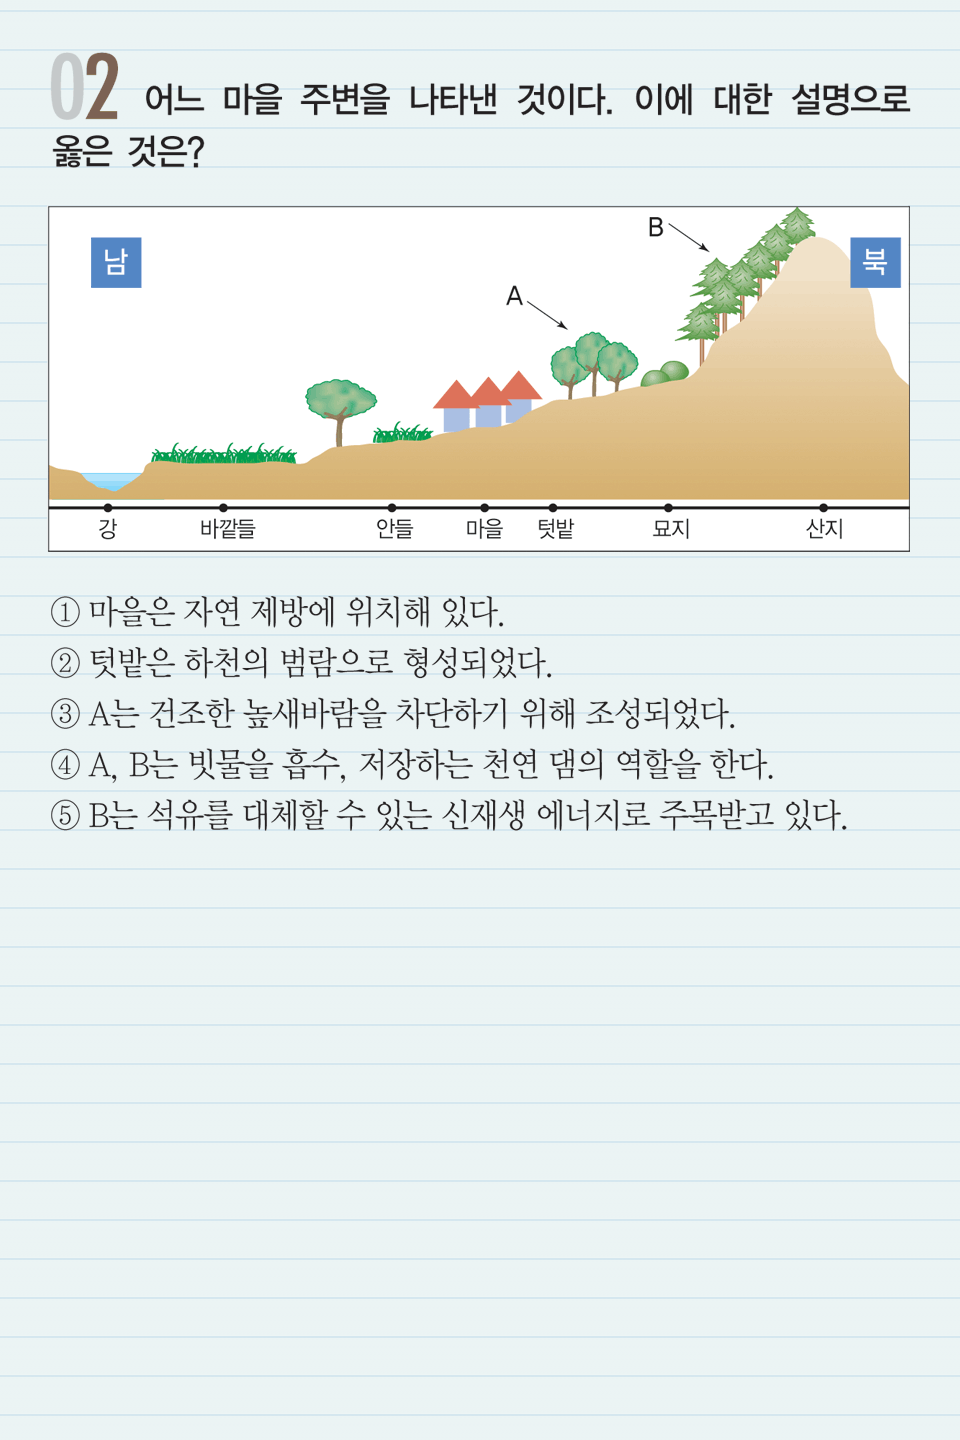 02 어느 마을 주변을 나타낸 것이다. 이에 대한 설명으로
옳은 것은?
남
북
B
A
강 바깥들 안들 마을 텃밭 묘지 산지
① 마을은 자연 제방에 위치해 있다.
② 텃밭은 하천의 범람으로 형성되었다.
③ A는 건조한 높새바람을 차단하기 위해 조성되었다.
④ A, B는 빗물을 흡수, 저장하는 천연 댐의 역할을 한다.
⑤ B는 석유를 대체할 수 있는 신재생 에너지로 주목받고 있다.